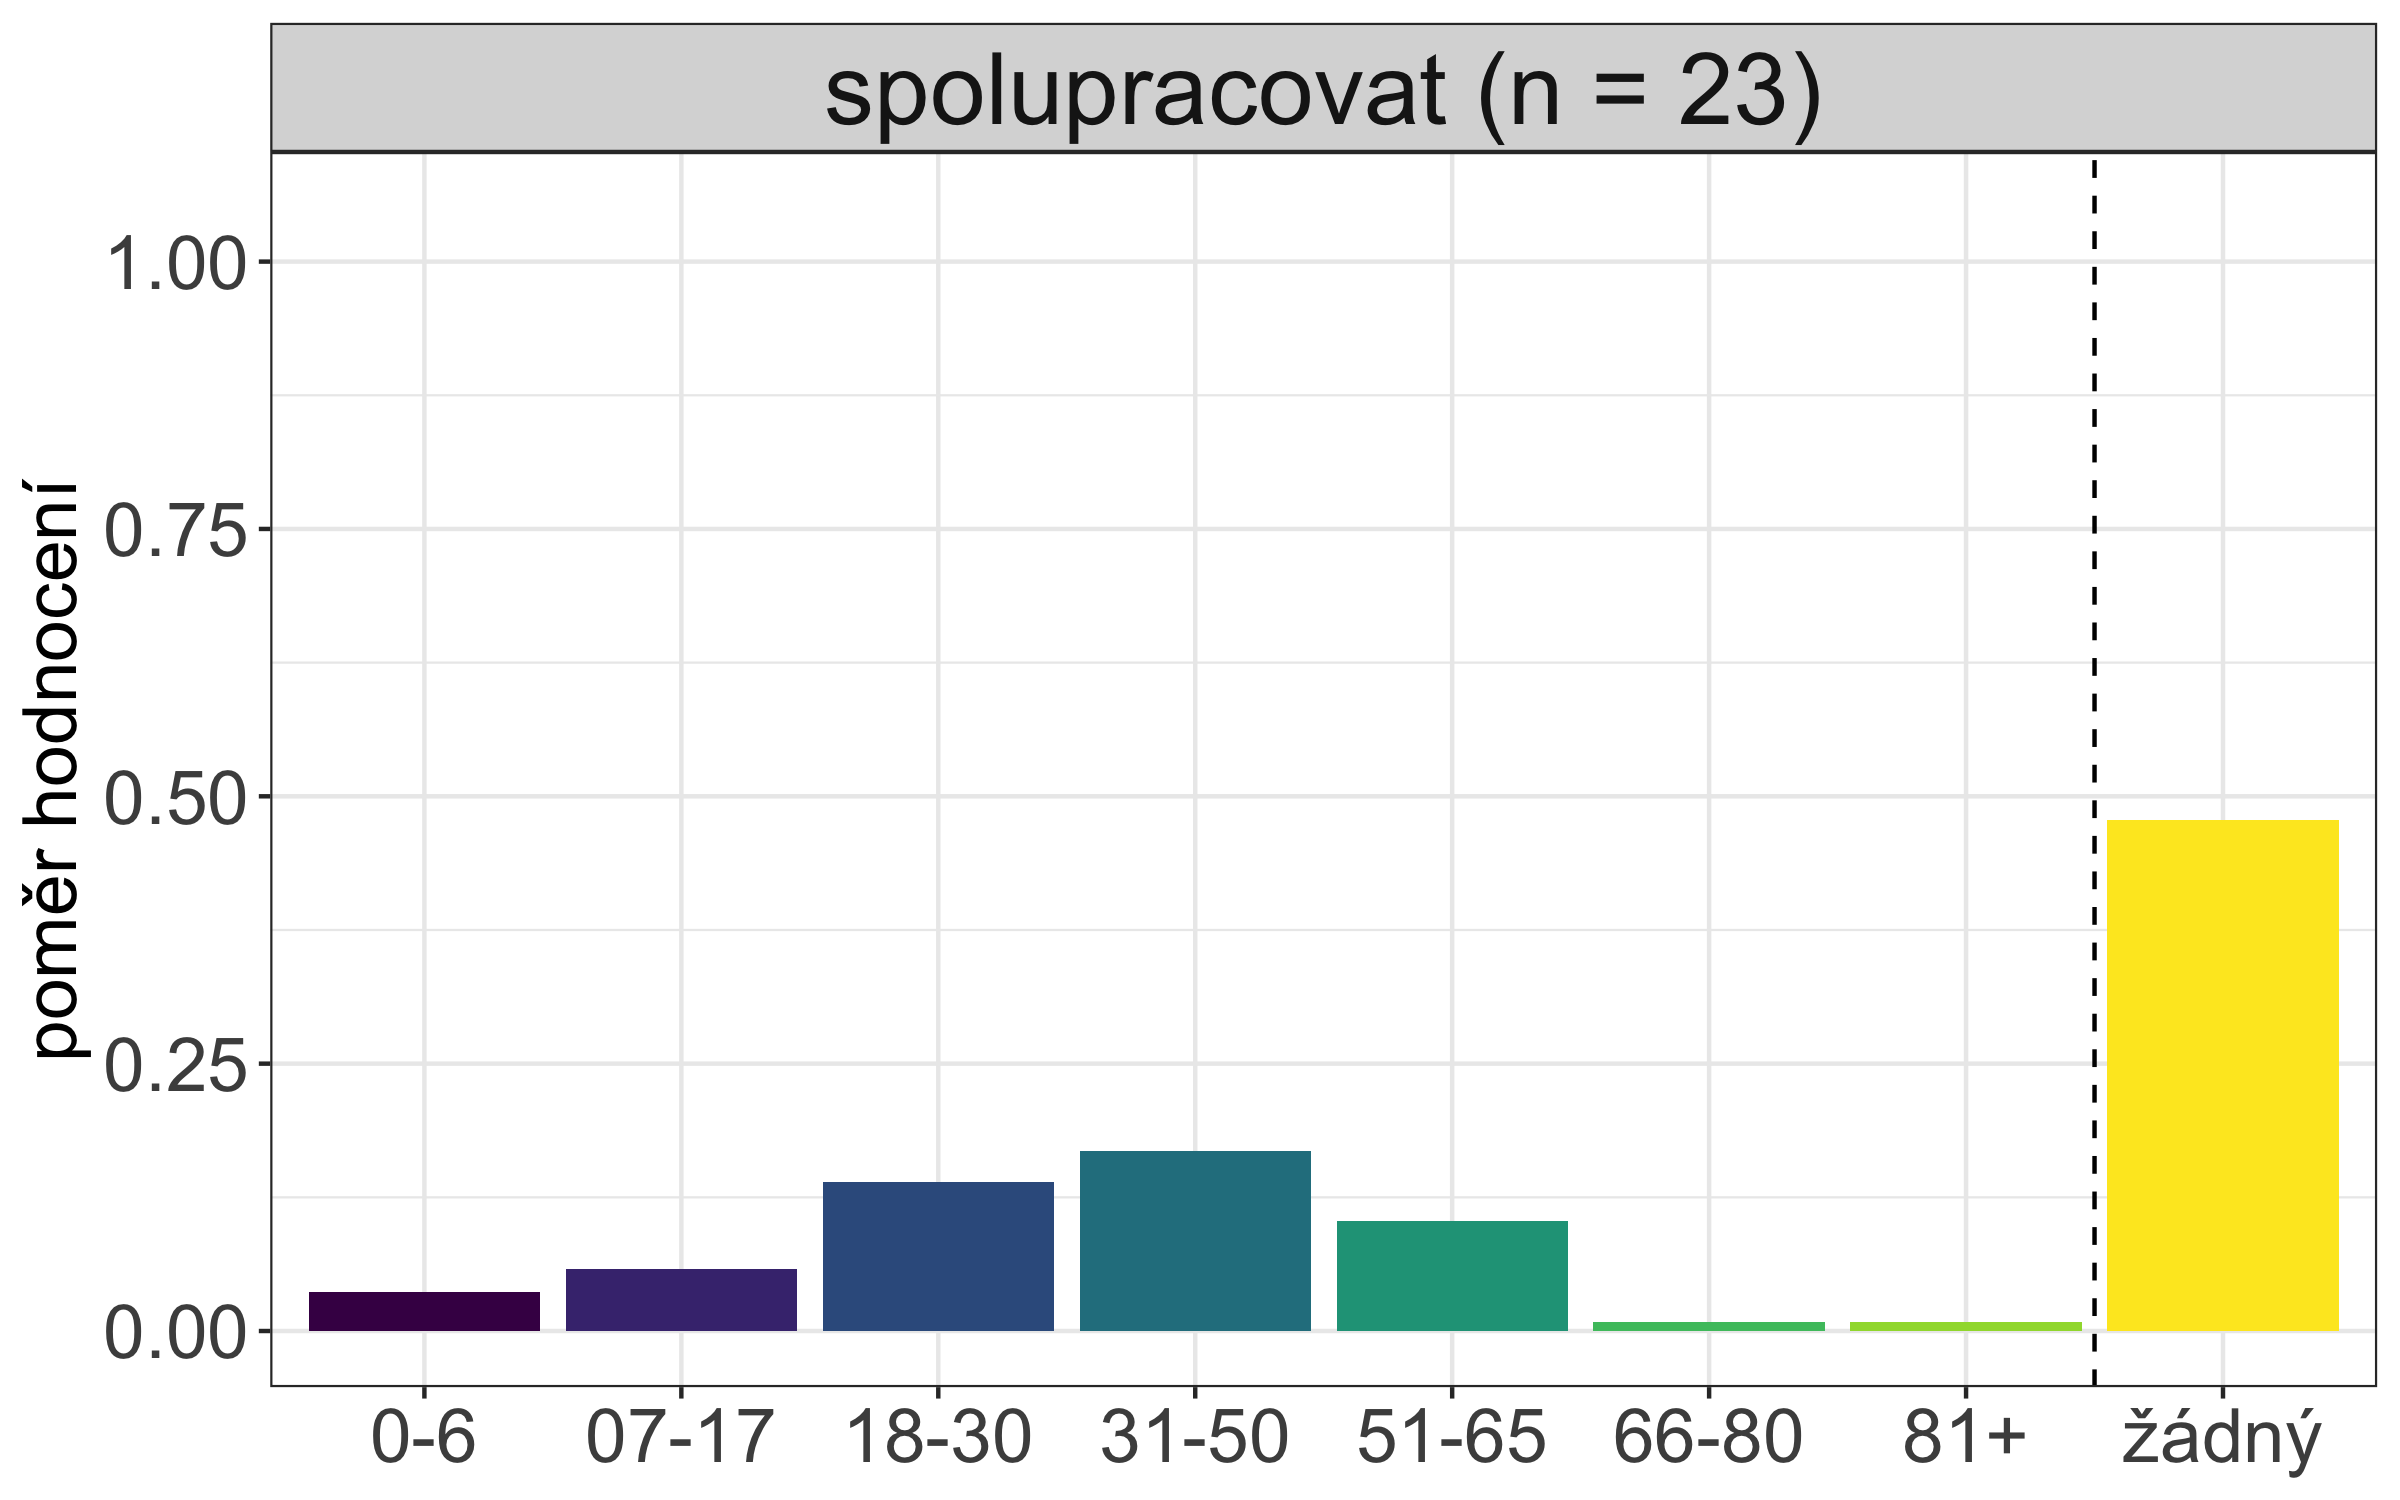 spolupracovat (n = 23)
poměr hodnocení
1.00
0.75
0.50
0.25
0.00
0-6 07-17 18-30 31-50 51-65 66-80 81+ žádný